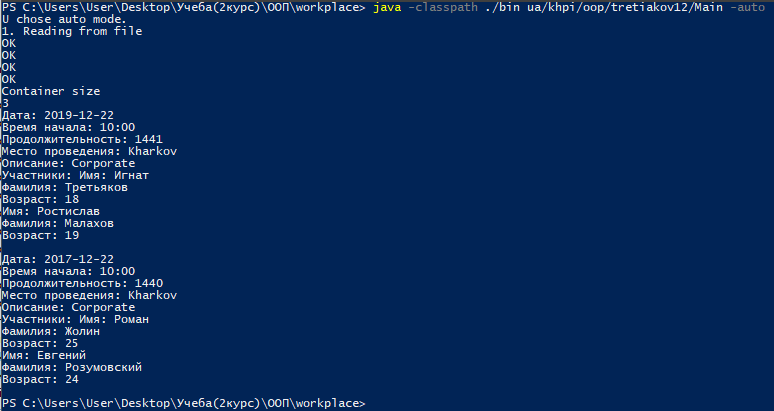 PS C:\Users\User\Desktop\Учеба(2курс)\ООП\workplace> java -classpath ./bin ua/khpi/oop/tretiakov12/Main -auto
U chose auto mode.
1. Reading from file
OK
OK
OK
OK
Container size
3
Дата: 2019-12-22
Время начала: 10:00
Продолжительность: 1441
Место проведения: Kharkov
Описание: Corporate
Участники: Имя: Игнат
Фамилия: Третьяков
Возраст: 18
Имя: Ростислав
Фамилия: Малахов
Возраст: 19
Дата: 2017-12-22
Время начала: 10:00
Продолжительность: 1440
Место проведения: Kharkov
Описание: Corporate
Участники: Имя: Роман
Фамилия: Жолин
Возраст: 25
Имя: Евгений
Фамилия: Розумовский
Возраст: 24
PS C:\Users\User\Desktop\Учеба(2курс)\ООП\workplace>